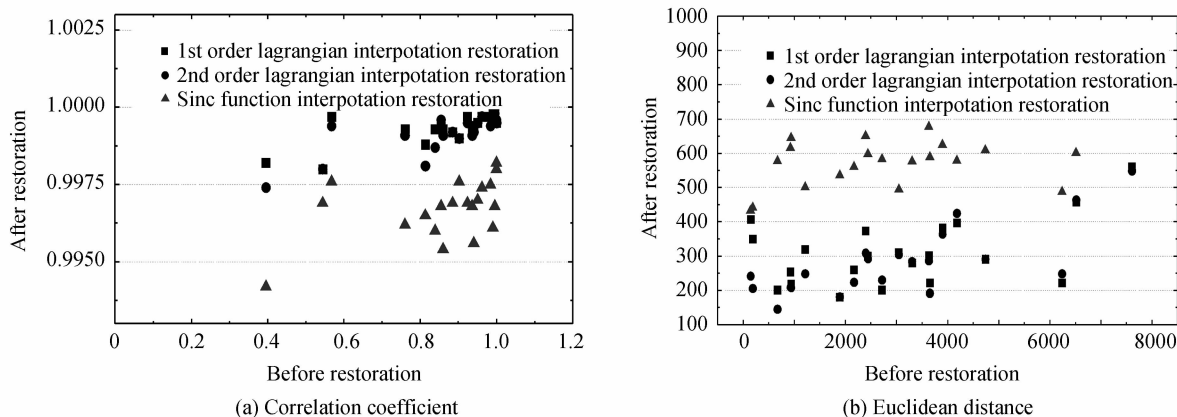 1.0025
1.0000
0.9975
0.9950
After restoration
1st order lagrangian interpotation restoration
2nd order lagrangian interpotation restoration
Sinc function interpotation restoration
0 0.2 0.4 0.6 0.8 1.0 1.2
Before restoration
(a) Correlation coefficient
1000
900
800
700
600
500
400
300
200
100
After restoration
1st order lagrangian interpotation restoration
2nd order lagrangian interpotation restoration
Sinc function interpotation restoration
0 2000 4000 6000 8000
Before restoration
(b) Euclidean distance